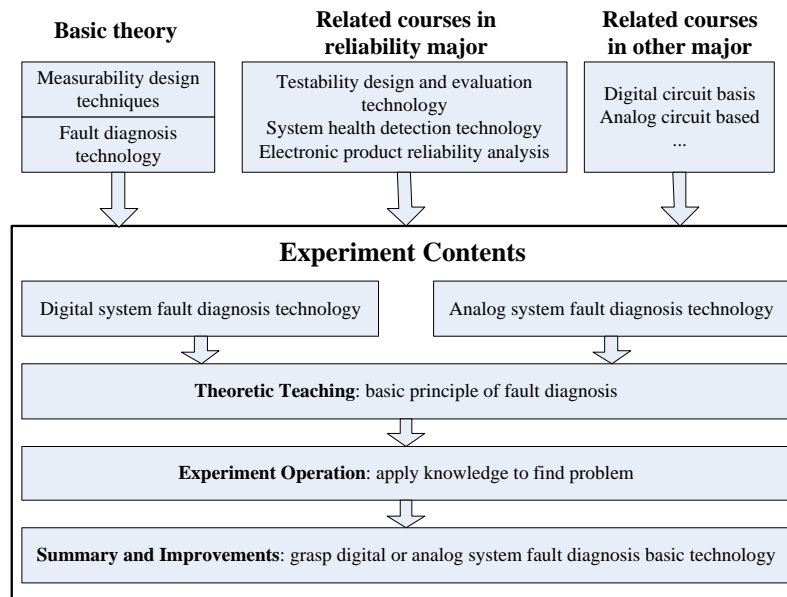 Basic theory
Measurability design
techniques
Fault diagnosis
technology
Related courses in
reliability major
Testability design and evaluation
technology
System health detection technology
Electronic product reliability analysis
Related courses
in other major
Digital circuit basis
Analog circuit based
...
Experiment Contents
Digital system fault diagnosis technology
Analog system fault diagnosis technology
Theoretic Teaching: basic principle of fault diagnosis
Experiment Operation: apply knowledge to find problem
Summary and Improvements: grasp digital or analog system fault diagnosis basic technology